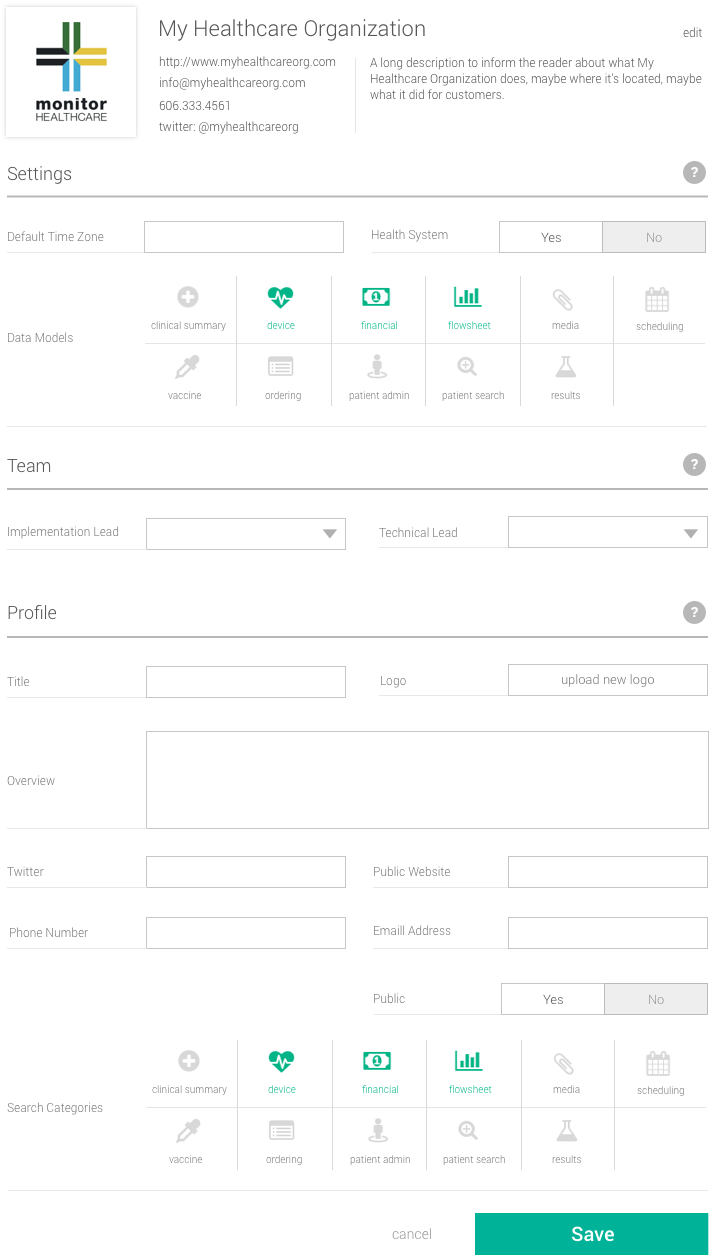 monitor
HEALTHCARE
My Healthcare Organization
edit
http://www.myhealthcareorg.com
info@myhealthcareorg.com
606.333.4561
twitter: @myhealthcareorg
A long description to inform the reader about what My
Healthcare Organization does, maybe where it's located, maybe
what it did for customers.
Settings
?
Default Time Zone
Health System
Yes
No
Data Models
clinical summary
device
1
financial
flowsheet
media
scheduling
vaccine
ordering
patient admin
patient search
results
Team
?
Implementation Lead
Technical Lead
Profile
?
Title
Logo
upload new logo
Overview
Twitter
Public Website
Phone Number
Emaill Address
Public
Yes
No
Search Categories
clinical summary
device
1
financial
flowsheet
media
scheduling
vaccine
ordering
patient admin
patient search
results
cancel
Save